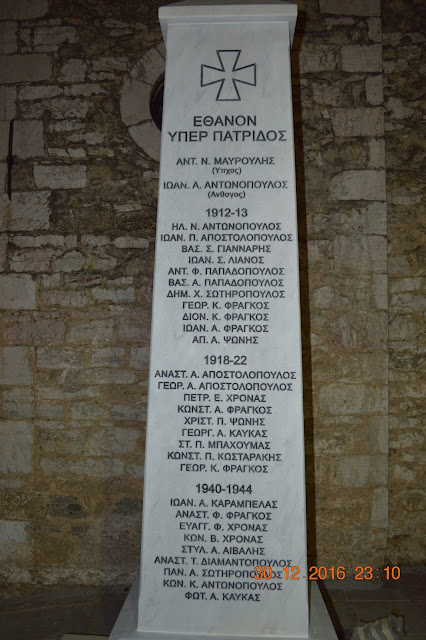 ΕΘΑΝΟΝ
ΥΠΕΡ ΠΑΤΡΙΔΟΣ
ΑΝΤ. Ν. ΜΑΥΡΟΥΛΗΣ
(Υπχος)
ΙΩΑΝ. Α. ΑΝΤΩΝΟΠΟΥΛΟΣ
(Ανθαγος)
1912-13
ΗΛ. Ν. ΑΝΤΩΝΟΠΟΥΛΟΣ
ΙΩΑΝ. Π. ΑΠΟΣΤΟΛΟΠΟΥΛΟΣ
ΒΑΣ. Σ. ΓΙΑΝΝΑΡΗΣ
ΙΩΑΝ. Σ. ΛΙΑΝΟΣ
ΑΝΤ. Φ. ΠΑΠΑΔΟΠΟΥΛΟΣ
ΒΑΣ. Α. ΠΑΠΑΔΟΠΟΥΛΟΣ
ΔΗΜ. Χ. ΣΩΤΗΡΟΠΟΥΛΟΣ
ΓΕΩΡ. Κ. ΦΡΑΓΚΟΣ
ΔΙΟΝ. Κ. ΦΡΑΓΚΟΣ
ΙΩΑΝ. Α. ΦΡΑΓΚΟΣ
ΑΠ. Α. ΨΩΝΗΣ
1918-22
ΑΝΑΣΤ. Α. ΑΠΟΣΤΟΛΟΠΟΥΛΟΣ
ΓΕΩΡ. Α. ΑΠΟΣΤΟΛΟΠΟΥΛΟΣ
ΠΕΤΡ. Ε. ΧΡΟΝΑΣ
ΚΩΝΣΤ. Α. ΦΡΑΓΚΟΣ
ΧΡΙΣΤ. Π. ΨΩΝΗΣ
ΓΕΩΡΓ. Α. ΚΑΥΚΑΣ
ΣΤ. Π. ΜΠΑΧΟΥΜΑΣ
ΚΩΝΣΤ. Π. ΚΩΣΤΑΡΙΚΗΣ
ΓΕΩΡ. Κ. ΦΡΑΓΚΟΣ
1940-1944
ΙΩΑΝ. Α. ΚΑΡΑΜΠΕΛΑΣ
ΑΝΑΣΤ. Φ. ΦΡΑΓΚΟΣ
ΕΥΑΓΓ. Φ. ΧΡΟΝΑΣ
ΚΩΝ. Β. ΧΡΟΝΑΣ
ΣΤΥΛ. Α. ΑΙΒΑΛΗΣ
ΑΝΑΣΤ. Τ. ΔΙΑΜΑΝΤΟΠΟΥΛΟΣ
ΠΑΝ. Α. ΣΩΤΗΡΟΠΟΥΛΟΣ
ΚΩΝ. Κ. ΑΝΤΩΝΟΠΟΥΛΟΣ
ΦΩΤ. Α. ΚΑΥΚΑΣ
30.12.2016 23:10